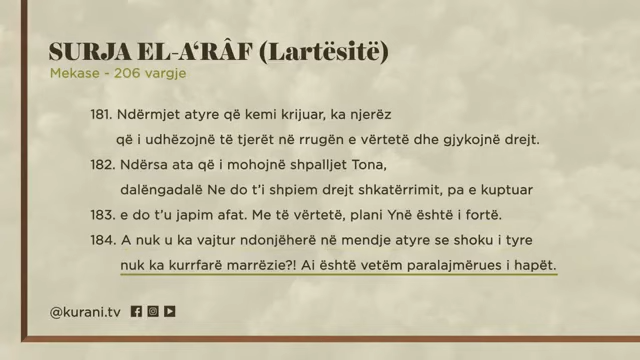 SURJA EL-A‘RÂF (Lartësitë)
Mekase - 206 vargje
181. Ndërmjet atyre që kemi krijuar, ka njerëz
që i udhëzojnë të tjerët në rrugën e vërtetë dhe gjykojnë drejt.
182. Ndërsa ata që i mohojnë shpalljet Tona,
dalëngadalë Ne do t’i shpiem drejt shkatërrimit, pa e kuptuar
183. e do t’u japim afat. Me të vërtetë, plani Ynë është i fortë.
184. A nuk u ka vajtur ndonjëherë në mendje atyre se shoku i tyre
nuk ka kurrfarë marrëzie?! Ai është vetëm paralajmërues i hapët.
@kurani.tv